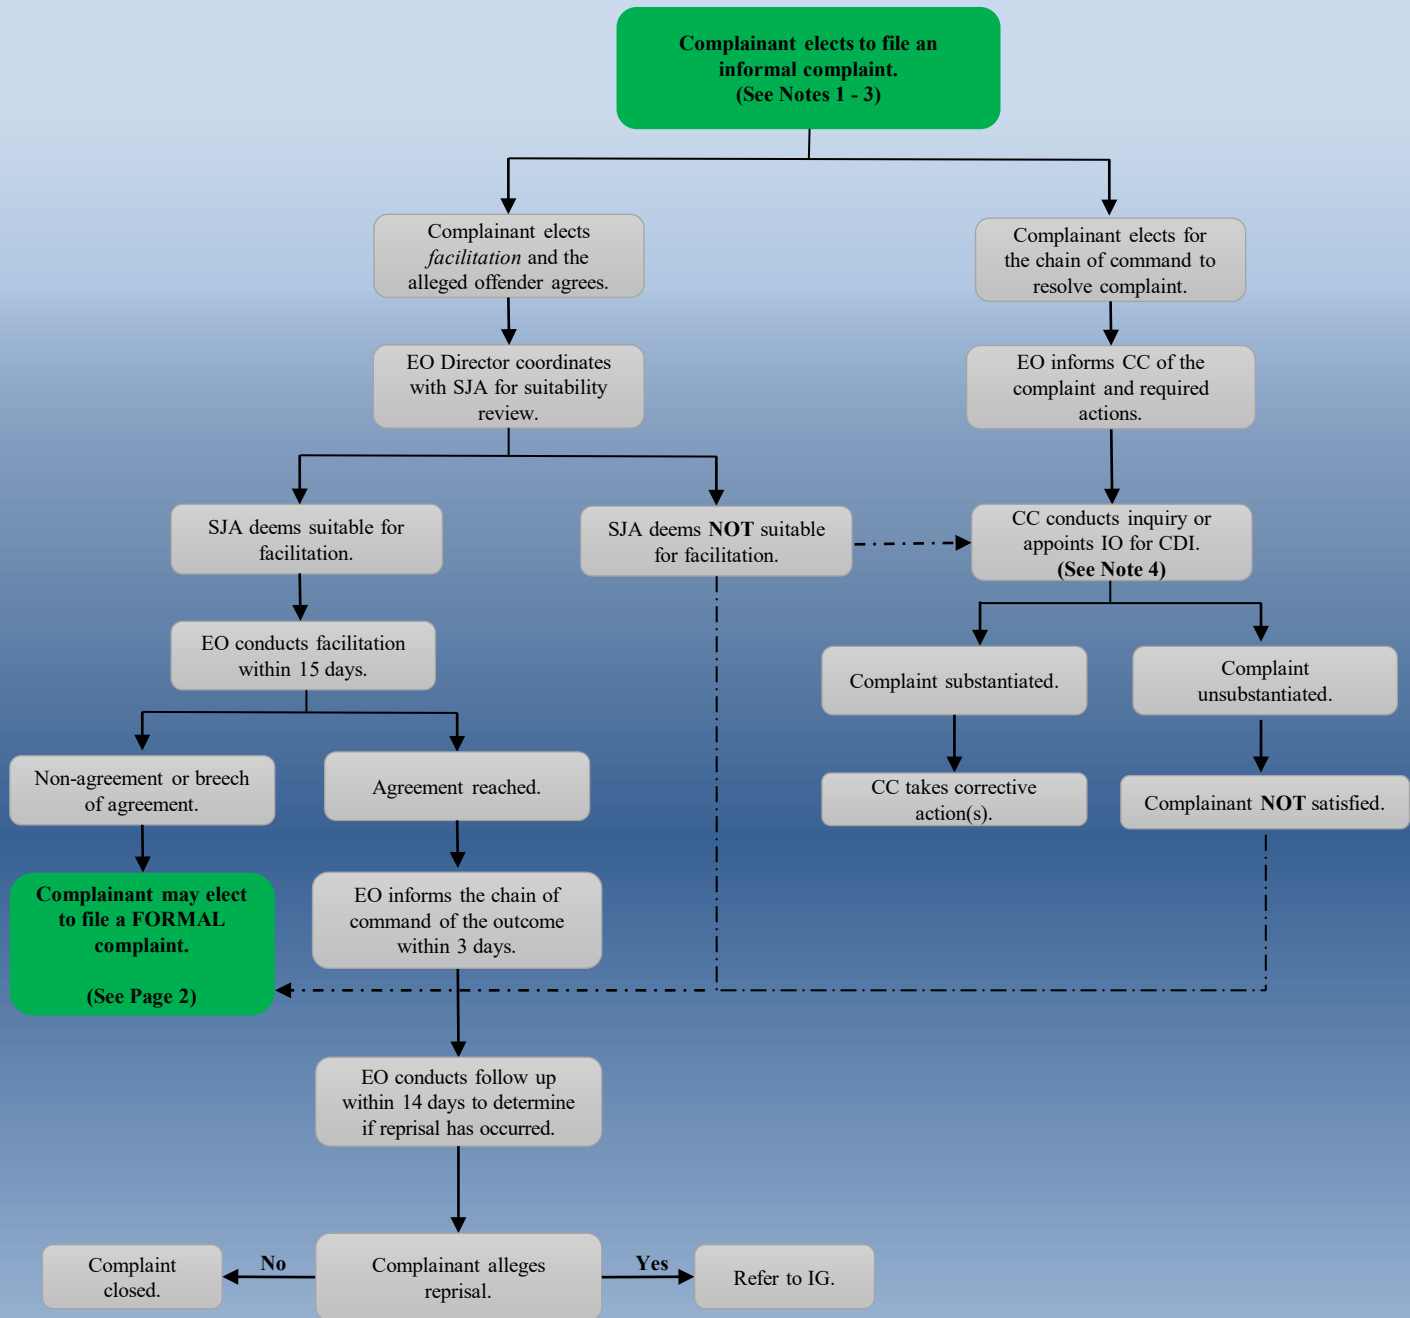 Complainant elects to file an
informal complaint.
(See Notes 1 - 3)
Complainant elects
facilitation and the
alleged offender agrees.
Complainant elects for
the chain of command to
resolve complaint.
EO Director coordinates
with SJA for suitability
review.
EO informs CC of the
complaint and required
actions.
SJA deems suitable for
facilitation.
SJA deems NOT suitable
for facilitation.
CC conducts inquiry or
appoints IO for CDI.
(See Note 4)
EO conducts facilitation
within 15 days.
Complaint substantiated.
Complaint
unsubstantiated.
Non-agreement or breech
of agreement.
Agreement reached.
CC takes corrective
action(s).
Complainant NOT satisfied.
Complainant may elect
to file a FORMAL
complaint.
(See Page 2)
EO informs the chain of
command of the outcome
within 3 days.
EO conducts follow up
within 14 days to determine
if reprisal has occurred.
Complaint
closed.
No
Complainant alleges
reprisal.
Yes
Refer to IG.